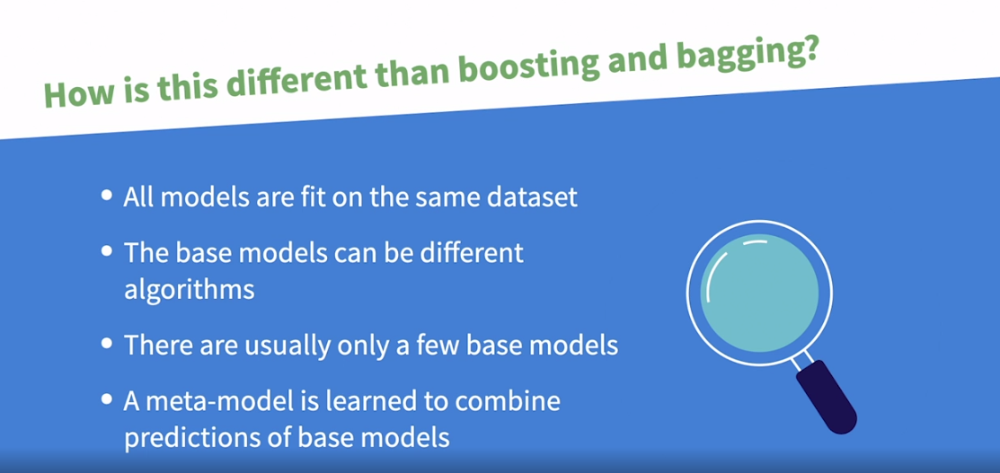 How is this different than boosting and bagging?
• All models are fit on the same dataset
• The base models can be different
algorithms
• There are usually only a few base models
• A meta-model is learned to combine
predictions of base models